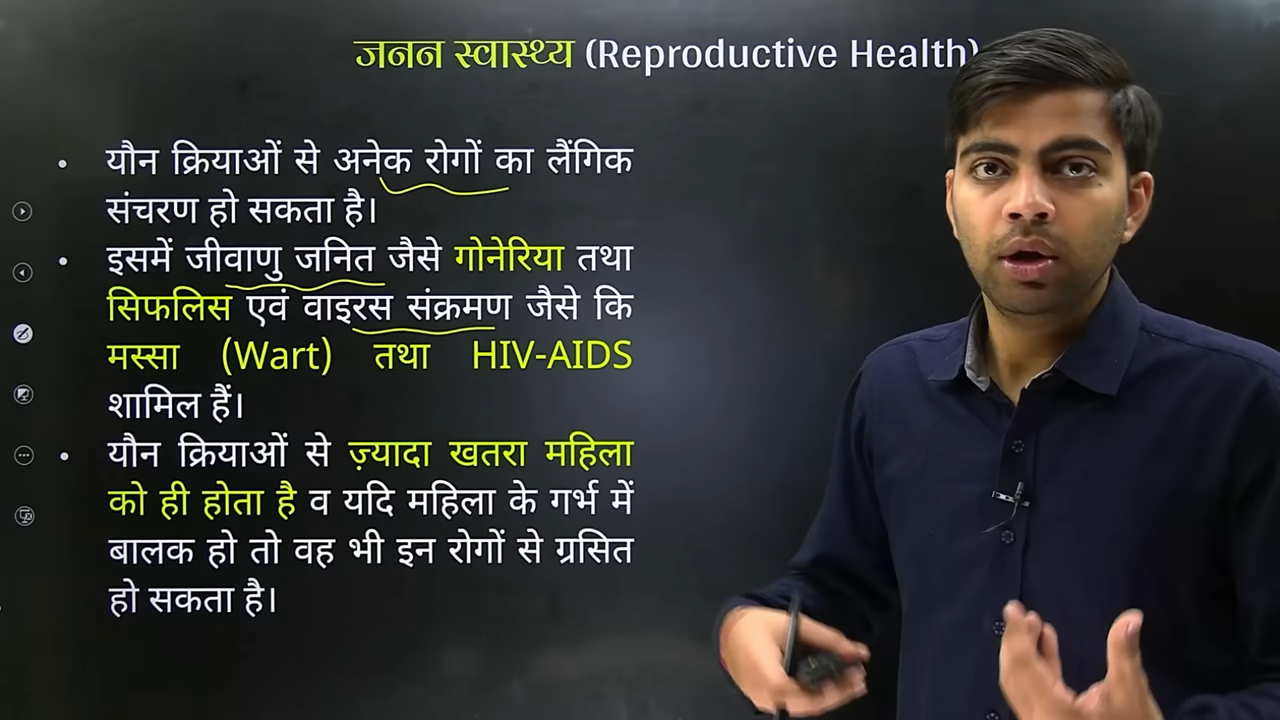 जनन स्वास्थ्य (Reproductive Health)
• यौन क्रियाओं से अनेक रोगों का लैंगिक
संचरण हो सकता है।
• इसमें जीवाणु जनित जैसे गोनेरिया तथा
सिफलिस एवं वाइरस संक्रमण जैसे कि
मस्सा (Wart) तथा HIV-AIDS
शामिल हैं।
• यौन क्रियाओं से ज़्यादा खतरा महिला
को ही होता है व यदि महिला के गर्भ में
बालक हो तो वह भी इन रोगों से ग्रसित
हो सकता है।